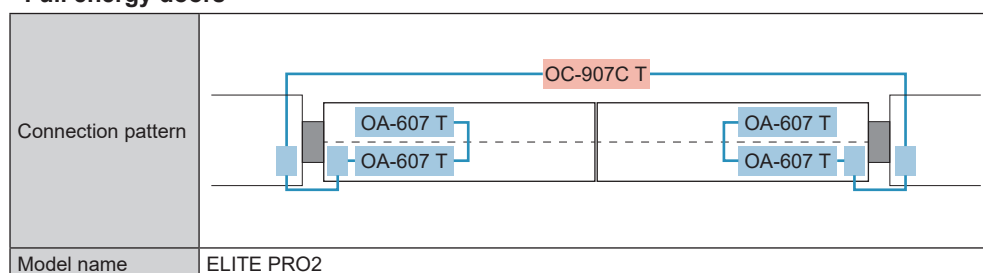 Full energy doors
Connection pattern
OC-907C T
OA-607 T
OA-607 T
OA-607 T
OA-607 T
Model name
ELITE PRO2